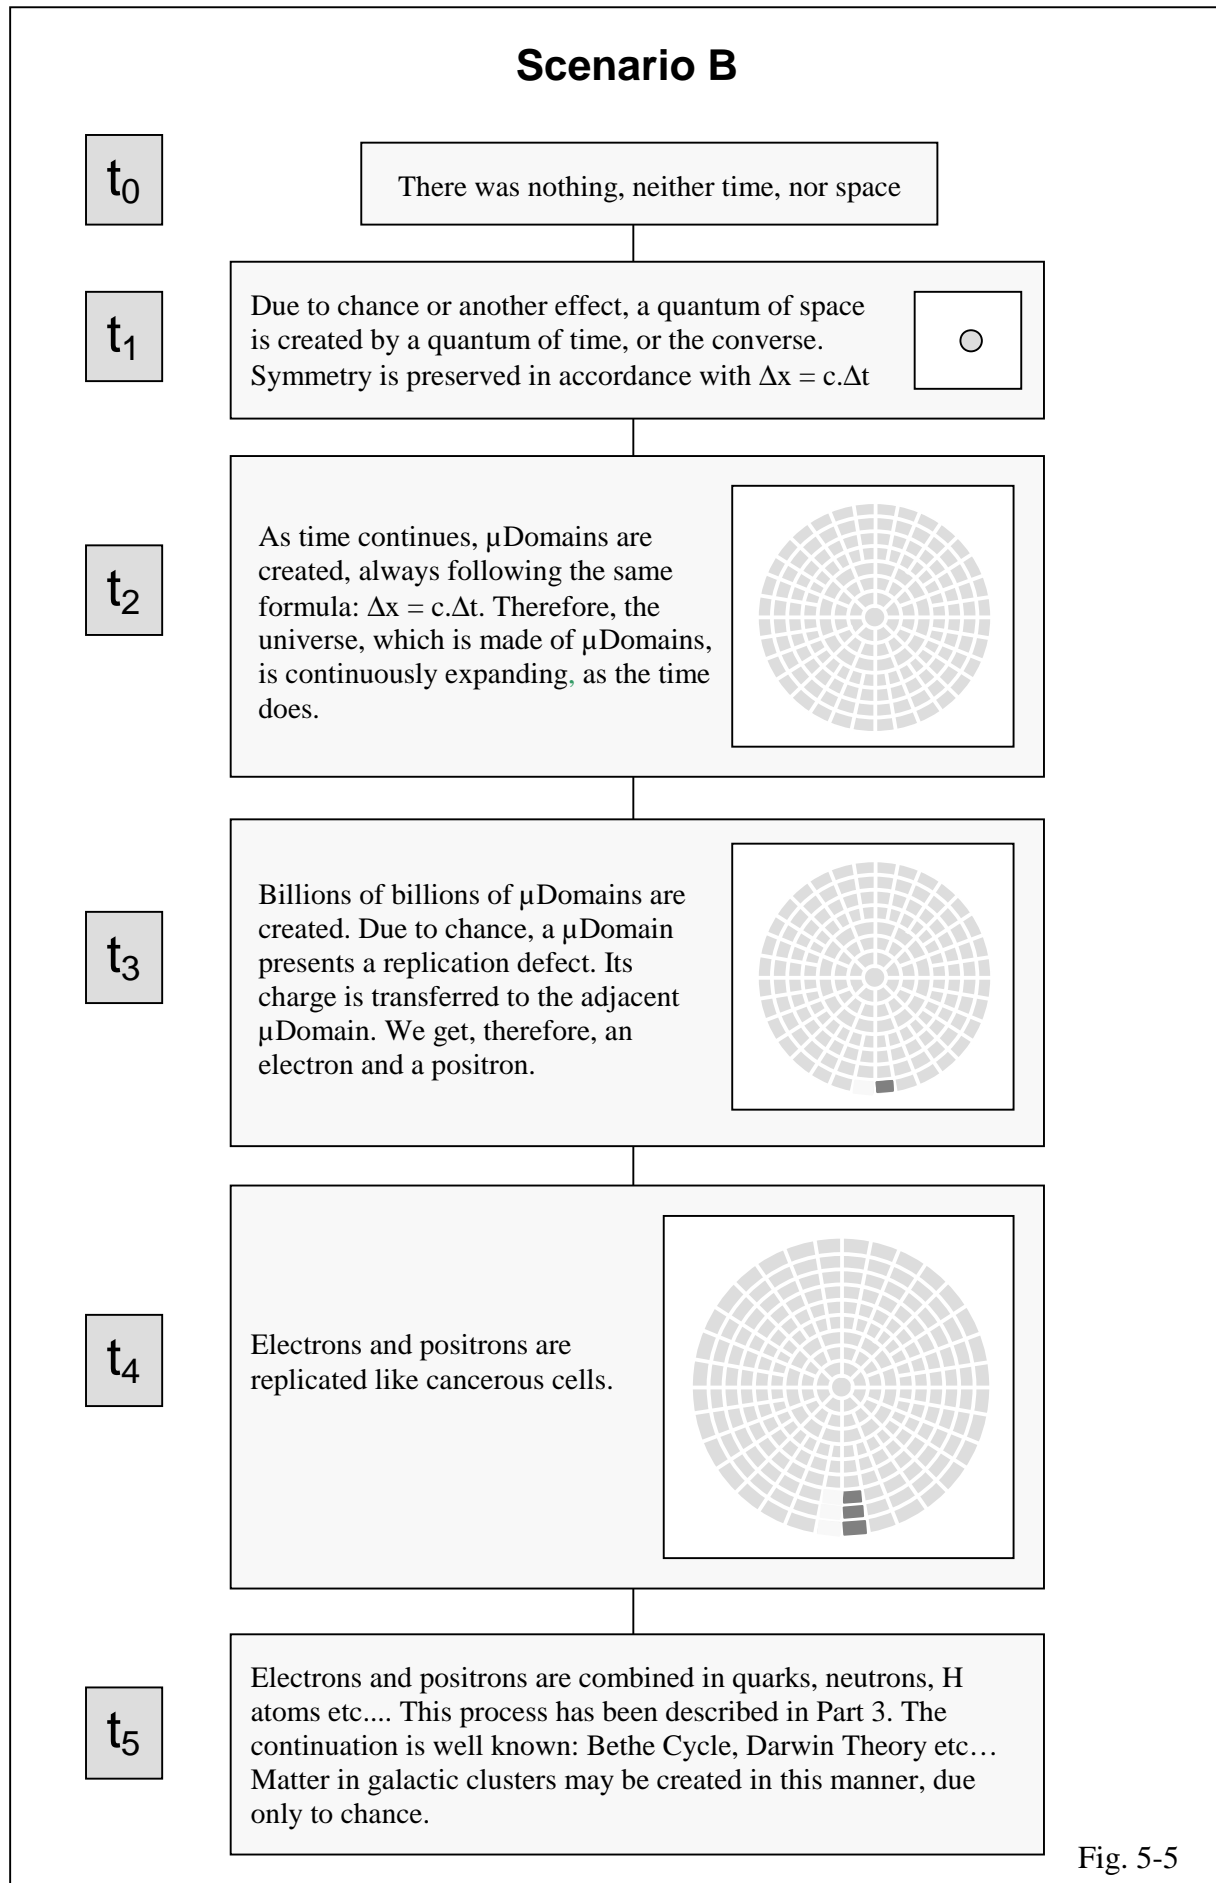 Scenario B
t₀
There was nothing, neither time, nor space
t₁
Due to chance or another effect, a quantum of space
is created by a quantum of time, or the converse.
Symmetry is preserved in accordance with Δx = c.Δt
t₂
As time continues, µDomains are
created, always following the same
formula: Δx = c.Δt. Therefore, the
universe, which is made of µDomains,
is continuously expanding, as the time
does.
t₃
Billions of billions of µDomains are
created. Due to chance, a µDomain
presents a replication defect. Its
charge is transferred to the adjacent
µDomain. We get, therefore, an
electron and a positron.
t₄
Electrons and positrons are
replicated like cancerous cells.
t₅
Electrons and positrons are combined in quarks, neutrons, H
atoms etc.... This process has been described in Part 3. The
continuation is well known: Bethe Cycle, Darwin Theory etc…
Matter in galactic clusters may be created in this manner, due
only to chance.
Fig. 5-5